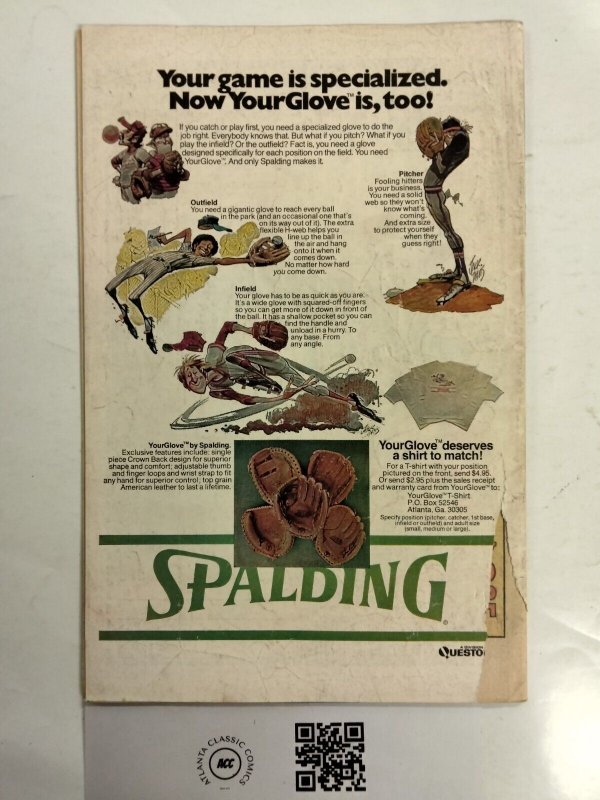 Your game is specialized.
Now YourGlove™ is, too!
If you catch or play first, you need a specialized glove to do the
job right. Everybody knows that. But what if you pitch? What if you
play the infield? Or the outfield? Fact is, you need a glove
designed specifically for each position on the field. You need
YourGlove™. And only Spalding makes it.
Outfield
You need a gigantic glove to reach every ball
in the park (and an occasional one that's
on its way out of it). The extra
flexible H-web helps you
line up the ball in
the air and hang
onto it when it
comes down.
No matter how hard
you come down.
Pitcher
Fooling hitters
is your business.
You need a solid
web so they won't
know what's
coming.
And extra size
to protect yourself
when they
guess right!
Infield
Your glove has to be as quick as you are.
It's a wide glove with squared-off fingers
so you can get more of it down in front of
the ball. It has a shallow pocket so you can
find the handle and
unload in a hurry. To
any base. From
any angle.
YourGlove™ by Spalding.
Exclusive features include: single
piece Crown Back design for superior
shape and comfort; adjustable thumb
and finger loops and wrist strap to fit
any hand for superior control; top grain
American leather to last a lifetime.
YourGlove™ deserves
a shirt to match!
For a T-shirt with your position
pictured on the front, send $4.95.
Or send $2.95 plus the sales receipt
and warranty card from YourGlove™ to:
YourGlove™ T-Shirt
P.O. Box 52546
Atlanta, Ga. 30305
Specify position (pitcher, catcher, 1st base,
infield or outfield) and adult size
(small, medium or large).
SPALDING®
A DIVISION
QUESTO
ATLANTA CLASSIC COMICS
ACC